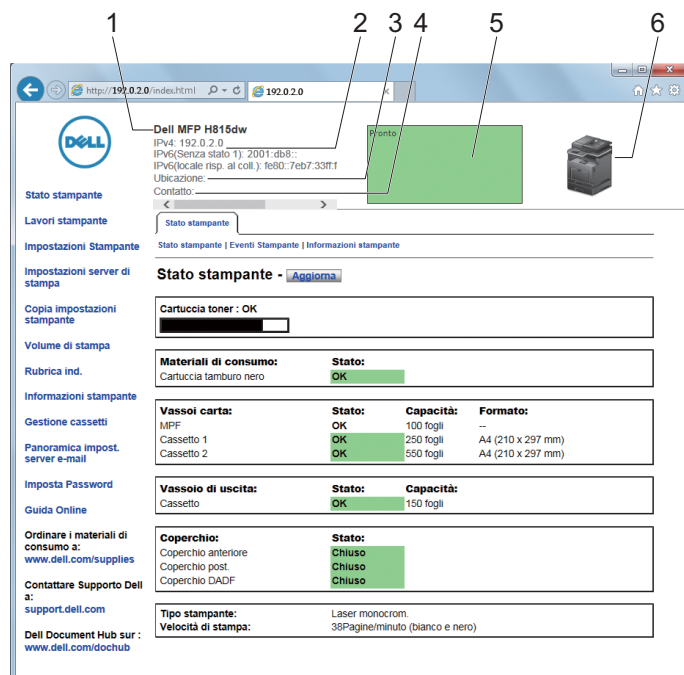 1 2 3 4 5 6
http://192.0.2.0/index.html
192.0.2.0
DELL
Dell MFP H815dw
IPv4: 192.0.2.0
IPv6(Senza stato 1): 2001:db8::
IPv6(locale risp. al coll.): fe80::7eb7:33ff:f
Ubicazione:
Contatto:
Pronto
Stato stampante
Lavori stampante
Impostazioni Stampante
Impostazioni server di
stampa
Copia impostazioni
stampante
Volume di stampa
Rubrica ind.
Informazioni stampante
Gestione cassetti
Panoramica impost.
server e-mail
Imposta Password
Guida Online
Ordinare i materiali di
consumo a:
www.dell.com/supplies
Contattare Supporto Dell
a:
support.dell.com
Dell Document Hub sur :
www.dell.com/dochub
Stato stampante
Stato stampante | Eventi Stampante | Informazioni stampante
Stato stampante - Aggiorna
Cartuccia toner : OK
Materiali di consumo: Stato:
Cartuccia tamburo nero OK
Vassoi carta: Stato: Capacità: Formato:
MPF OK 100 fogli --
Cassetto 1 OK 250 fogli A4 (210 x 297 mm)
Cassetto 2 OK 550 fogli A4 (210 x 297 mm)
Vassoio di uscita: Stato: Capacità:
Cassetto OK 150 fogli
Coperchio: Stato:
Coperchio anteriore Chiuso
Coperchio post. Chiuso
Coperchio DADF Chiuso
Tipo stampante: Laser monocrom.
Velocità di stampa: 38Pagine/minuto (bianco e nero)